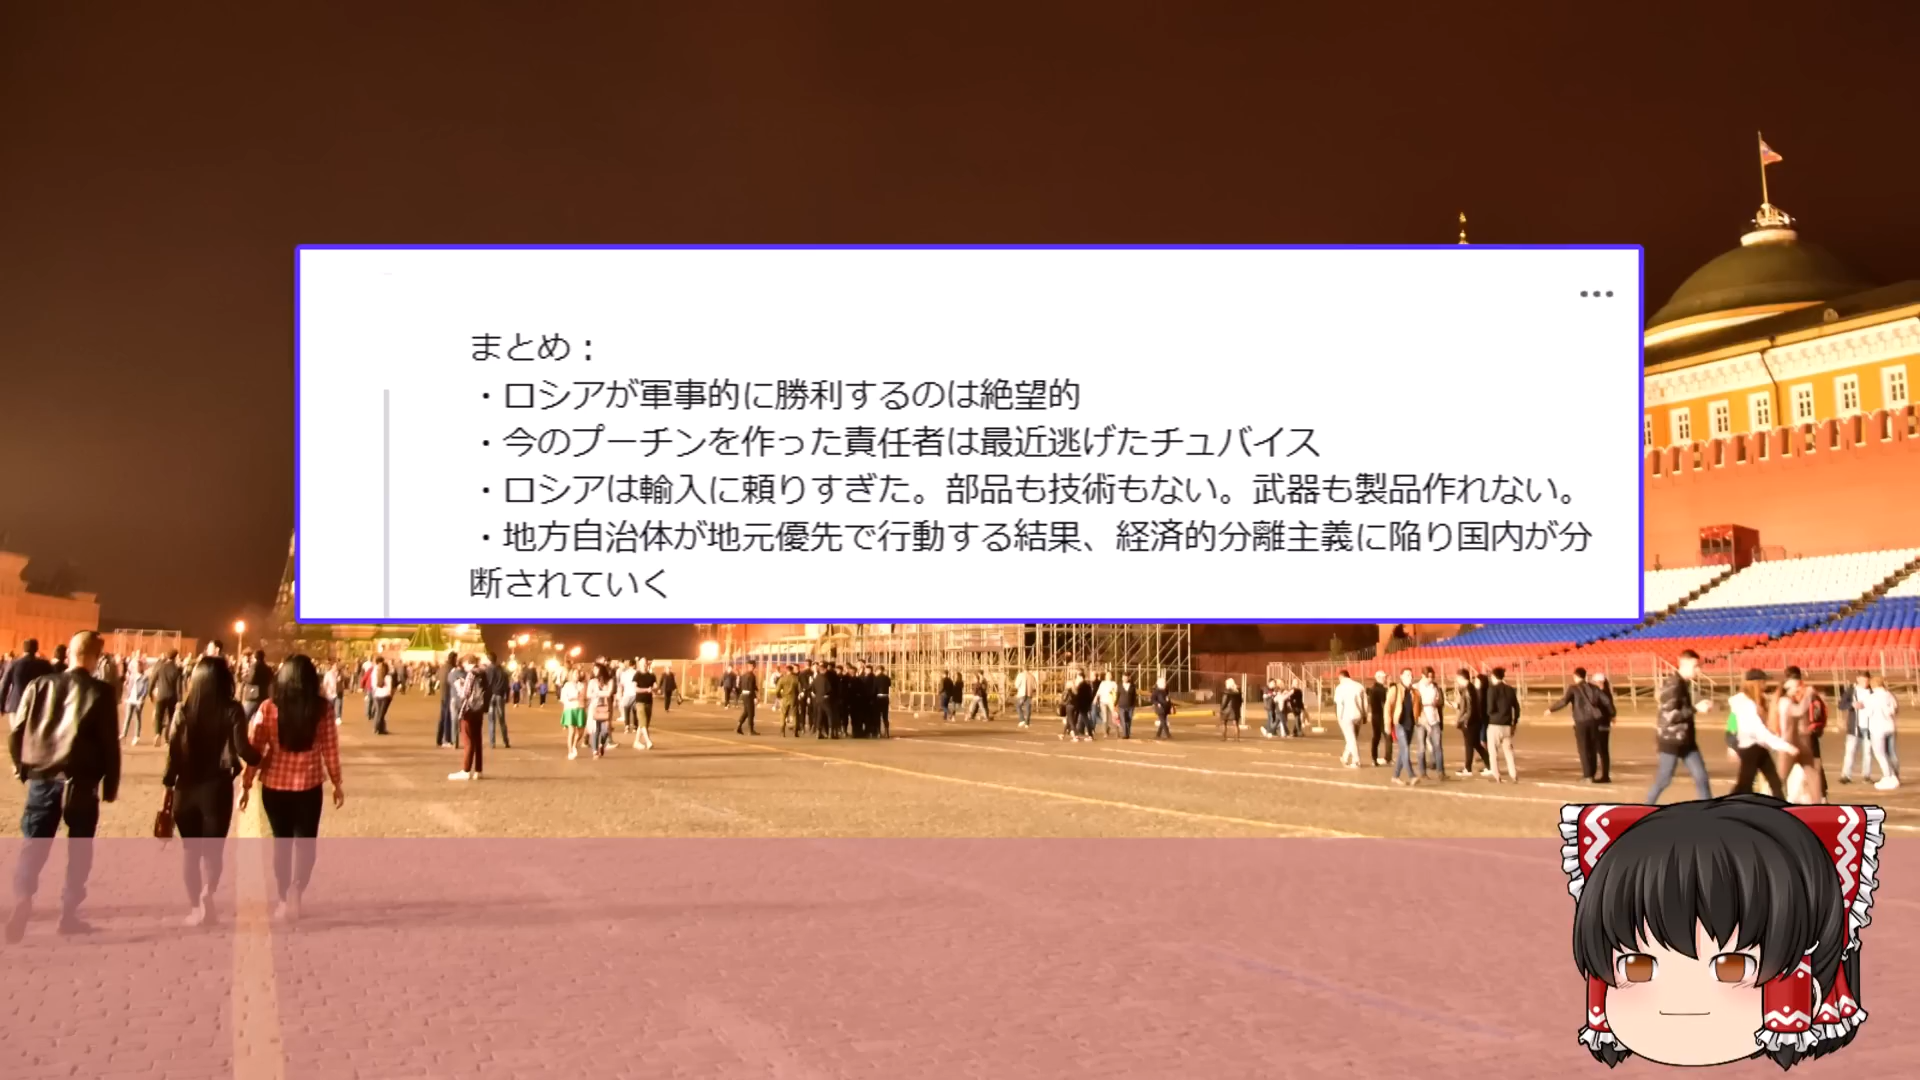 まとめ：
・ロシアが軍事的に勝利するのは絶望的
・今のプーチンを作った責任者は最近逃げたチュバイス
・ロシアは輸入に頼りすぎた。部品も技術もない。武器も製品作れない。
・地方自治体が地元優先で行動する結果、経済的分離主義に陥り国内が分
断されていく